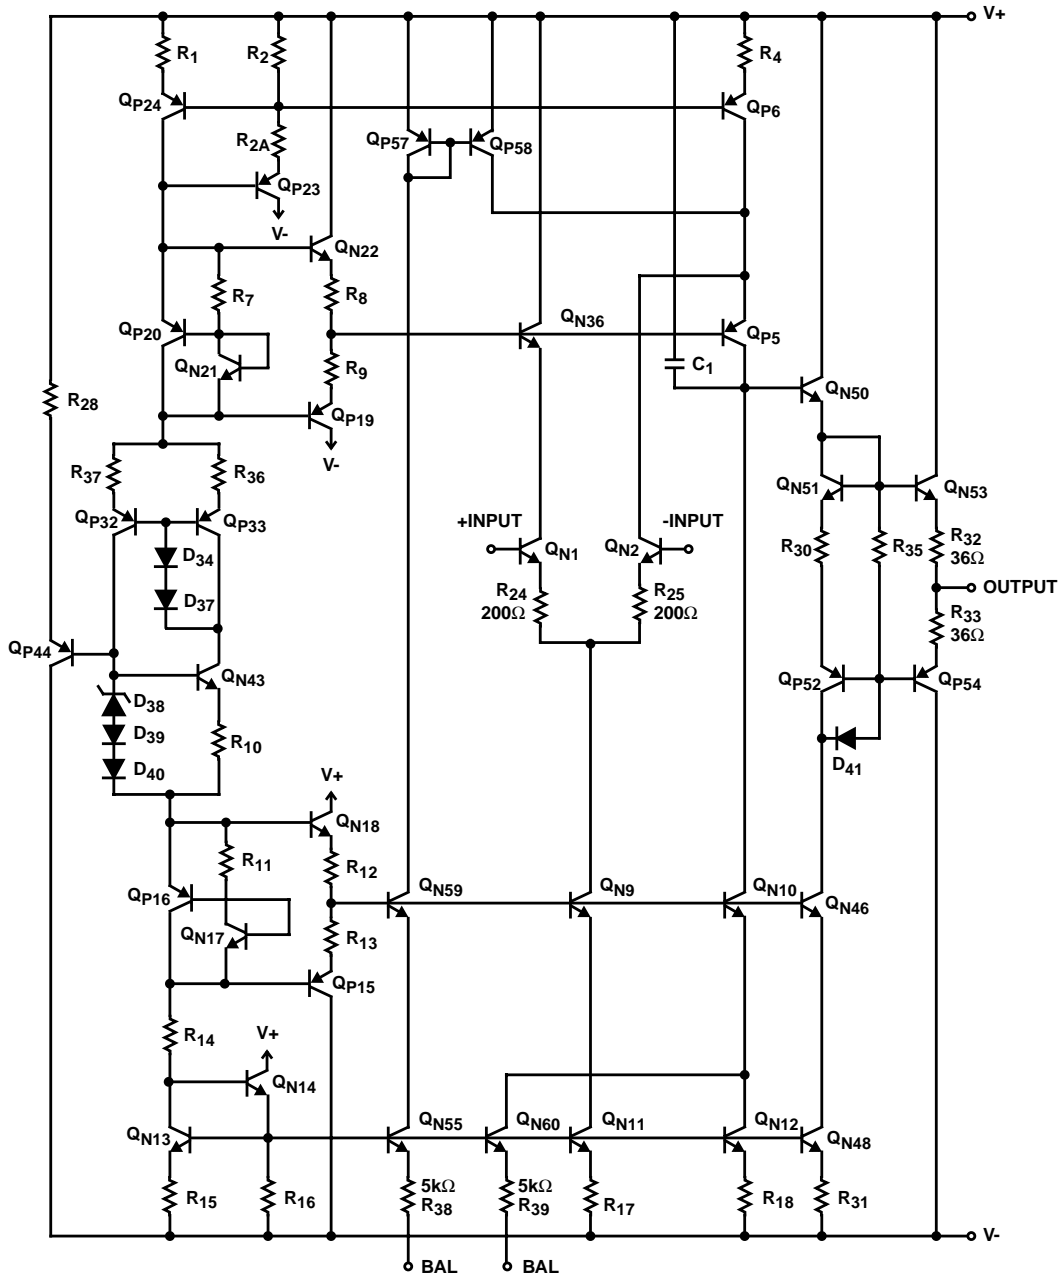 V+
R1
R2
R4
QP24
QP6
R2A
QP57
QP58
QP23
V-
QN22
R7
R8
QP20
QN36
QP5
QN21
R9
C1
R28
QP19
QN50
V-
R37
R36
QN51
QN53
QP32
QP33
+INPUT
-INPUT
D34
QN1
QN2
R30
R35
R32
36Ω
D37
R24
200Ω
R25
200Ω
OUTPUT
R33
36Ω
QP44
QN43
QP52
QP54
D38
D39
R10
D40
D41
V+
QN18
R11
R12
QP16
QN59
QN9
QN10
QN46
QN17
R13
QP15
R14
V+
QN14
QN13
QN55
QN60
QN11
QN12
QN48
R15
R16
5kΩ
R38
5kΩ
R39
R17
R18
R31
V-
BAL
BAL